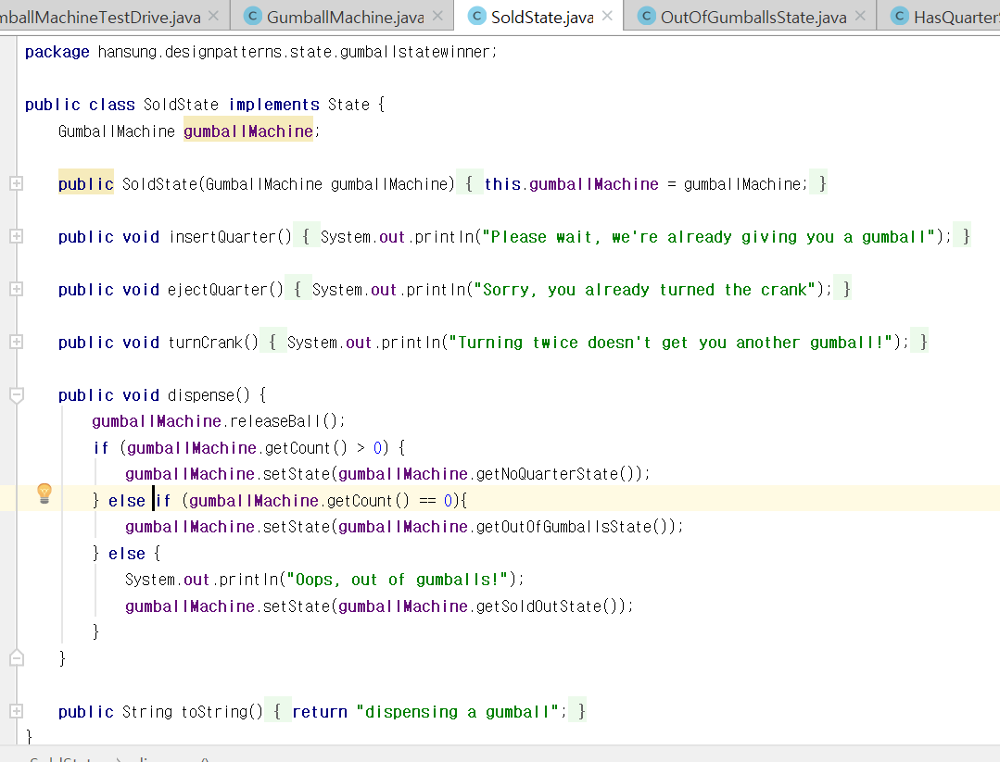 mballMachineTestDrive.java GumballMachine.java SoldState.java OutOfGumballsState.java HasQuarter
package hansung.designpatterns.state.gumballstatewinner;
public class SoldState implements State {
GumballMachine gumballMachine;
public SoldState(GumballMachine gumballMachine) { this.gumballMachine = gumballMachine; }
public void insertQuarter() { System.out.println("Please wait, we're already giving you a gumball"); }
public void ejectQuarter() { System.out.println("Sorry, you already turned the crank"); }
public void turnCrank() { System.out.println("Turning twice doesn't get you another gumball!"); }
public void dispense() {
gumballMachine.releaseBall();
if (gumballMachine.getCount() > 0) {
gumballMachine.setState(gumballMachine.getNoQuarterState());
} else if (gumballMachine.getCount() == 0){
gumballMachine.setState(gumballMachine.getOutOfGumballsState());
} else {
System.out.println("Oops, out of gumballs!");
gumballMachine.setState(gumballMachine.getSoldOutState());
}
}
public String toString() { return "dispensing a gumball"; }
}